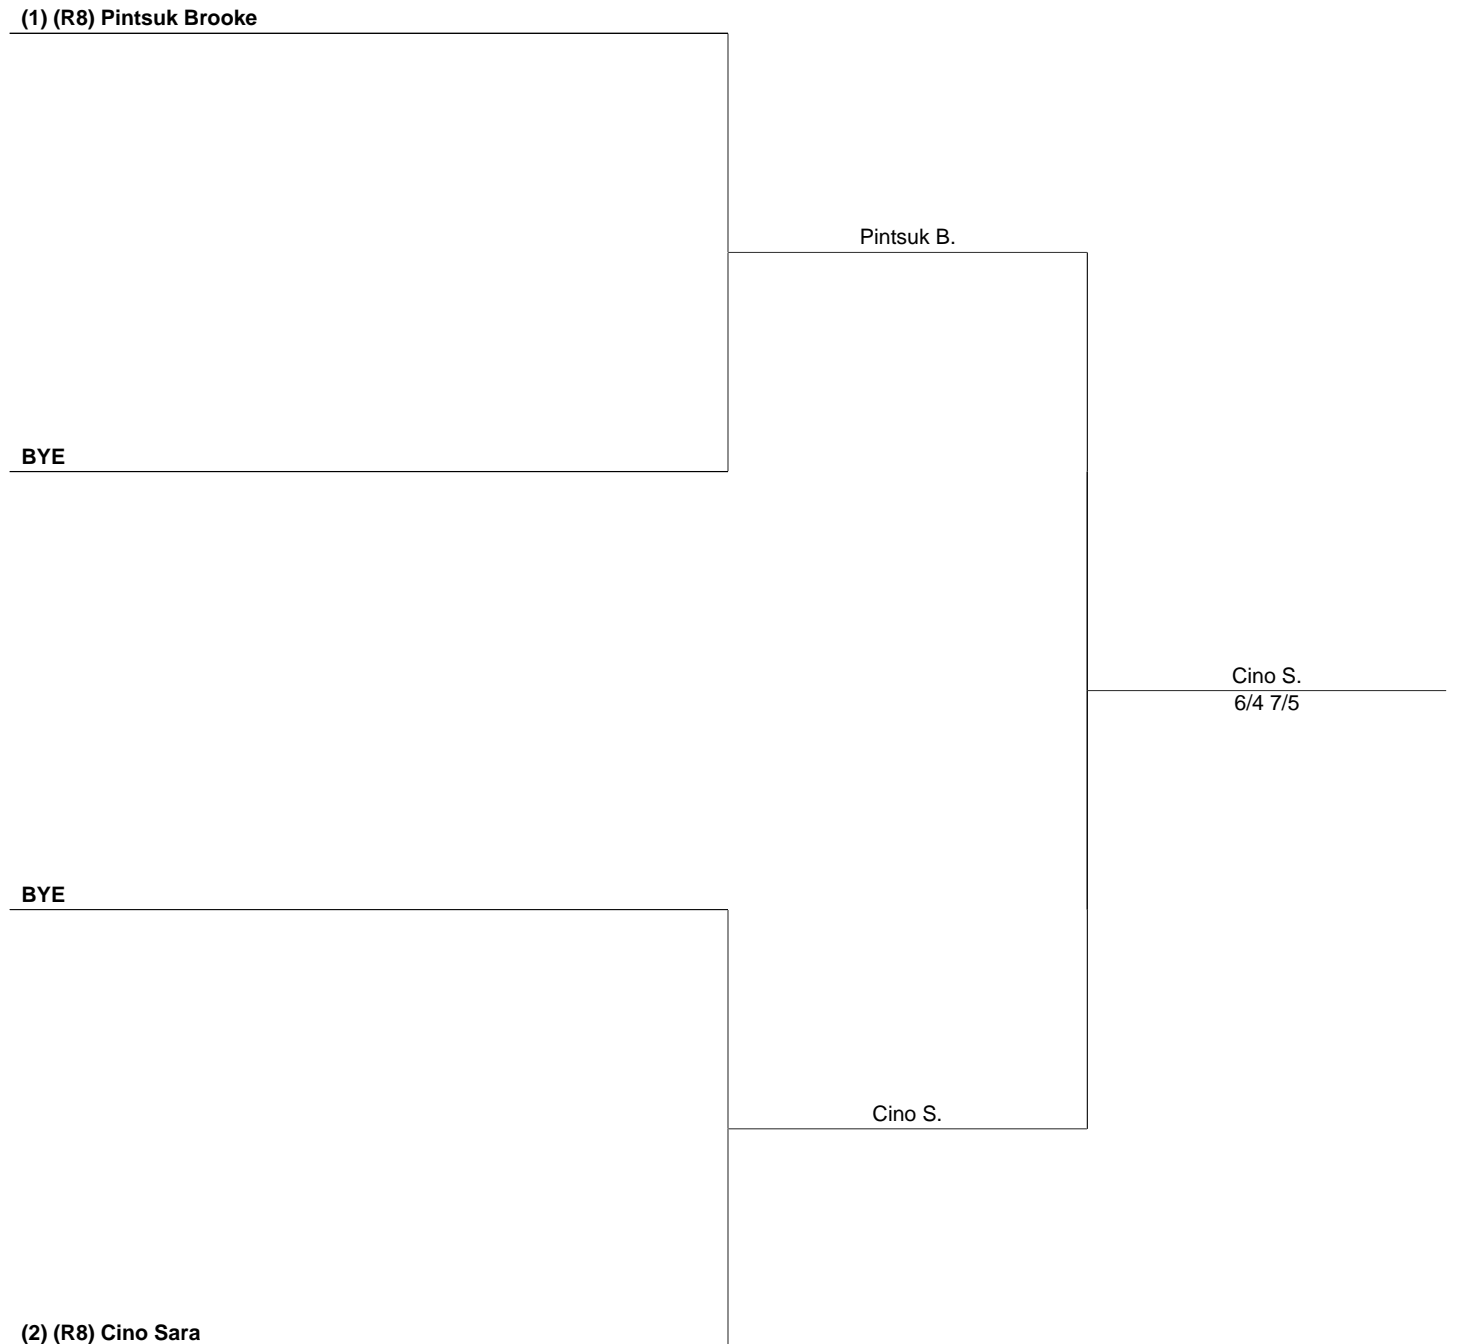 (1) (R8) Pintsuk Brooke
Pintsuk B.
BYE
Cino S.
6/4 7/5
BYE
Cino S.
(2) (R8) Cino Sara